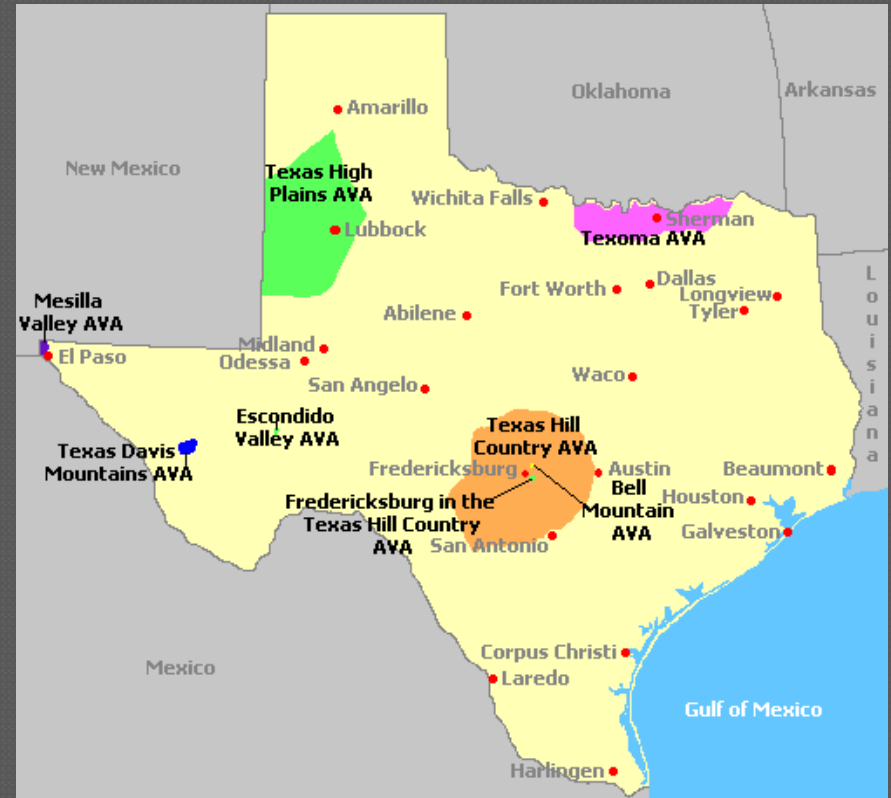 Oklahoma
Arkansas
Amarillo
New Mexico
Texas High
Plains AVA
Wichita Falls
Lubbock
Sherman
Texoma AVA
Louisiana
Dallas
Fort Worth
Longview
Tyler
Mesilla
Valley AVA
Abilene
El Paso
Midland
Odessa
San Angelo
Waco
Escondido
Valley AVA
Texas Hill
Country AVA
Texas Davis
Mountains AVA
Fredericksburg
Austin
Beaumont
Bell
Mountain
AVA
Houston
Fredericksburg in the
Texas Hill Country
AVA
San Antonio
Galveston
Corpus Christi
Mexico
Laredo
Gulf of Mexico
Harlingen